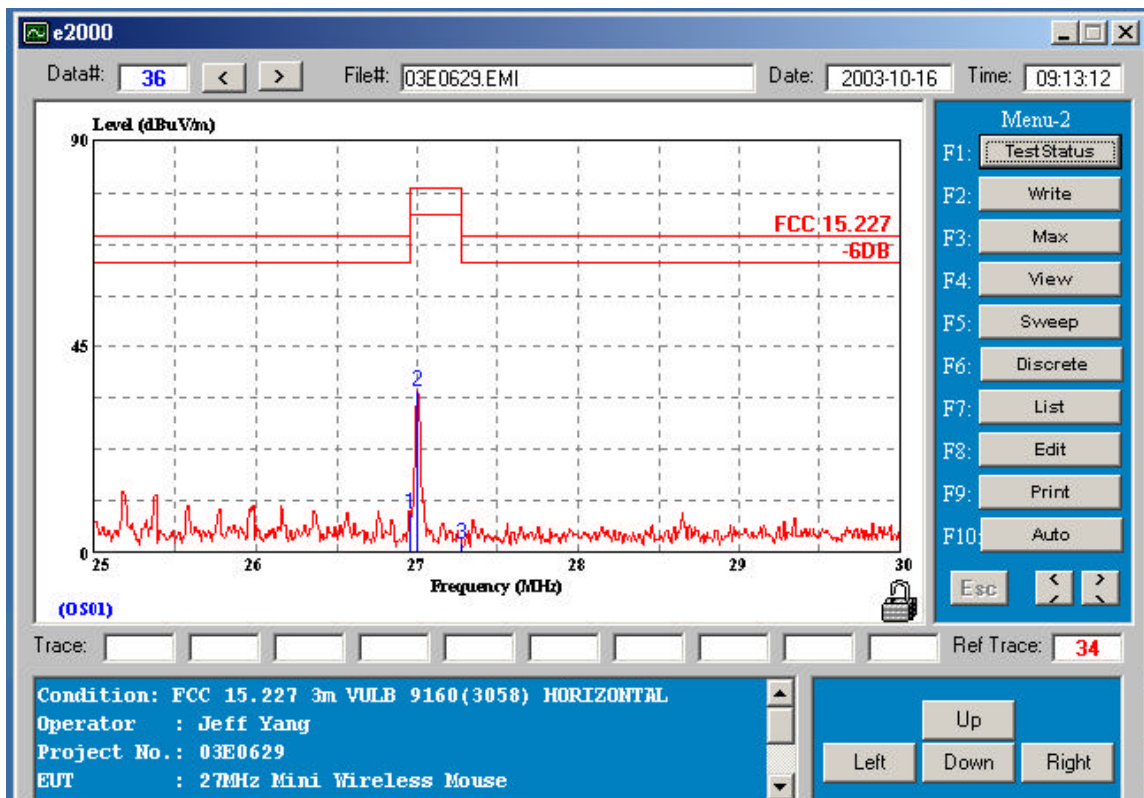 e2000
Data#: 36 < > File#: 03E0629.EMI Date: 2003-10-16 Time: 09:13:12
Level (dBuV/m)
90
FCC 15.227
-6DB
45
2
1
3
0
25 26 27 28 29 30
Frequency (MHz)
(OS01)
Menu-2
F1: TestStatus
F2: Write
F3: Max
F4: View
F5: Sweep
F6: Discrete
F7: List
F8: Edit
F9: Print
F10: Auto
Esc
Trace: Ref Trace: 34
Condition: FCC 15.227 3m VULB 9160(3058) HORIZONTAL
Operator : Jeff Yang
Project No.: 03E0629
EUT : 27MHz Mini Wireless Mouse
Up
Left Down Right